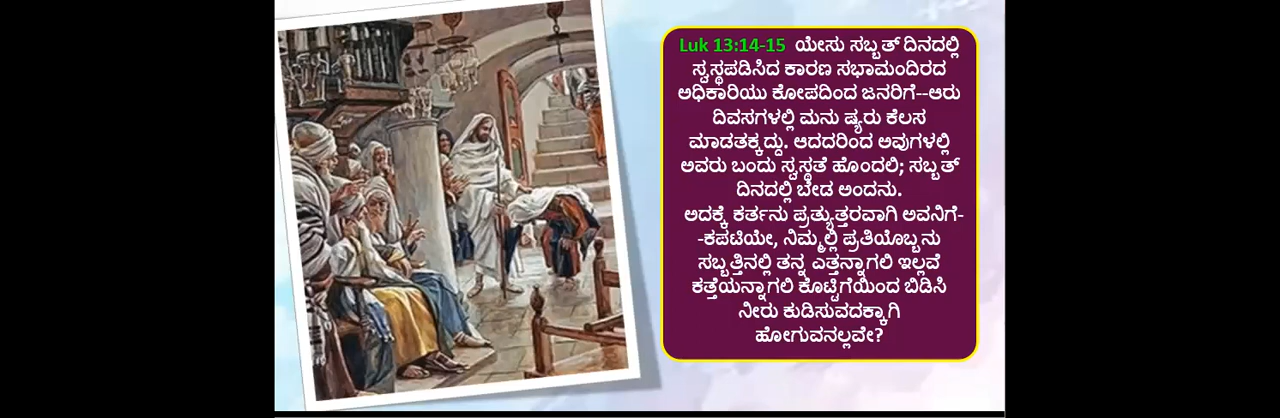 Luk 13:14-15 ಯೇಸು ಸಬ್ಬತ್ ದಿನದಲ್ಲಿ
ಸ್ವಸ್ಥಪಡಿಸಿದ ಕಾರಣ ಸಭಾಮಂದಿರದ
ಅಧಿಕಾರಿಯು ಕೋಪದಿಂದ ಜನರಿಗೆ--ಆರು
ದಿವಸಗಳಲ್ಲಿ ಮನು ಷ್ಯರು ಕೆಲಸ
ಮಾಡತಕ್ಕದ್ದು. ಆದದರಿಂದ ಅವುಗಳಲ್ಲಿ
ಅವರು ಬಂದು ಸ್ವಸ್ಥತೆ ಹೊಂದಲಿ; ಸಬ್ಬತ್
ದಿನದಲ್ಲಿ ಬೇಡ ಅಂದನು.
ಅದಕ್ಕೆ ಕರ್ತನು ಪ್ರತ್ಯುತ್ತರವಾಗಿ ಅವನಿಗೆ-
-ಕಪಟಿಯೇ, ನಿಮ್ಮಲ್ಲಿ ಪ್ರತಿಯೊಬ್ಬನು
ಸಬ್ಬತ್ತಿನಲ್ಲಿ ತನ್ನ ಎತ್ತನ್ನಾಗಲಿ ಇಲ್ಲವೆ
ಕತ್ತೆಯನ್ನಾಗಲಿ ಕೊಟ್ಟಿಗೆಯಿಂದ ಬಿಡಿಸಿ
ನೀರು ಕುಡಿಸುವದಕ್ಕಾಗಿ
ಹೋಗುವನಲ್ಲವೇ?